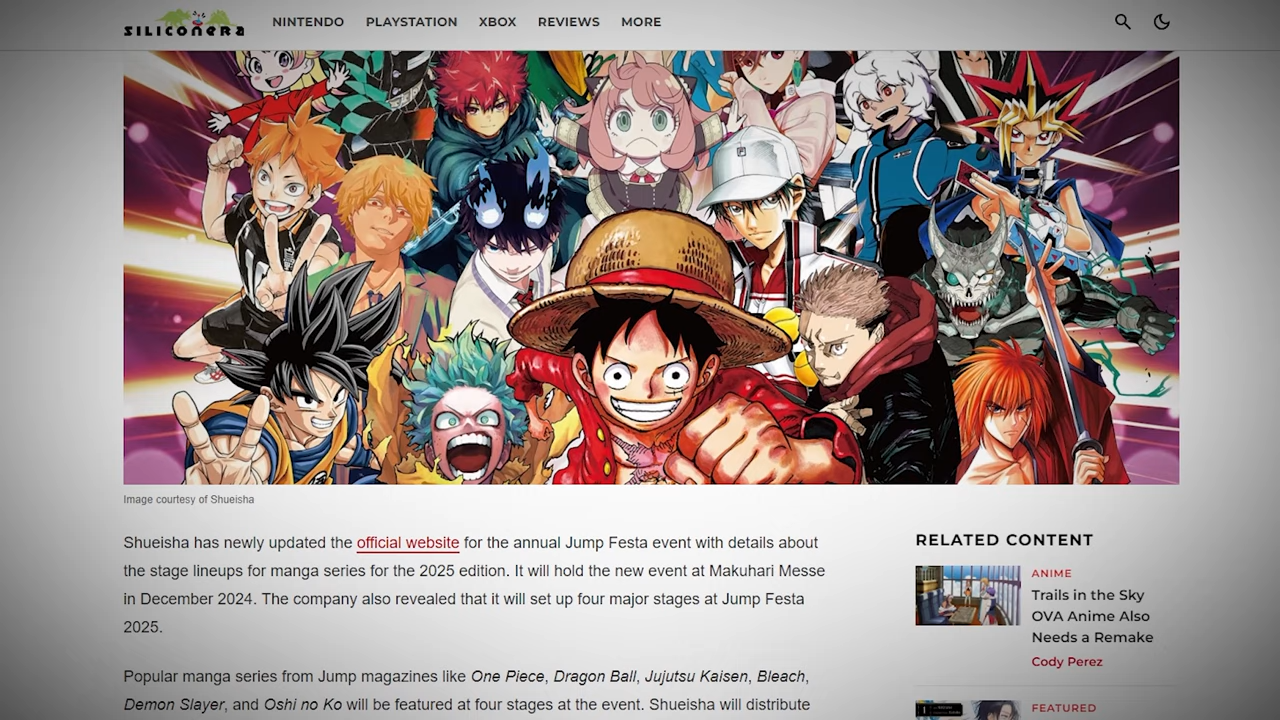 SILICONERA
NINTENDO PLAYSTATION XBOX REVIEWS MORE
Image courtesy of Shueisha
Shueisha has newly updated the official website for the annual Jump Festa event with details about
the stage lineups for manga series for the 2025 edition. It will hold the new event at Makuhari Messe
in December 2024. The company also revealed that it will set up four major stages at Jump Festa
2025.
Popular manga series from Jump magazines like One Piece, Dragon Ball, Jujutsu Kaisen, Bleach,
Demon Slayer, and Oshi no Ko will be featured at four stages at the event. Shueisha will distribute
RELATED CONTENT
ANIME
Trails in the Sky
OVA Anime Also
Needs a Remake
Cody Perez
FEATURED